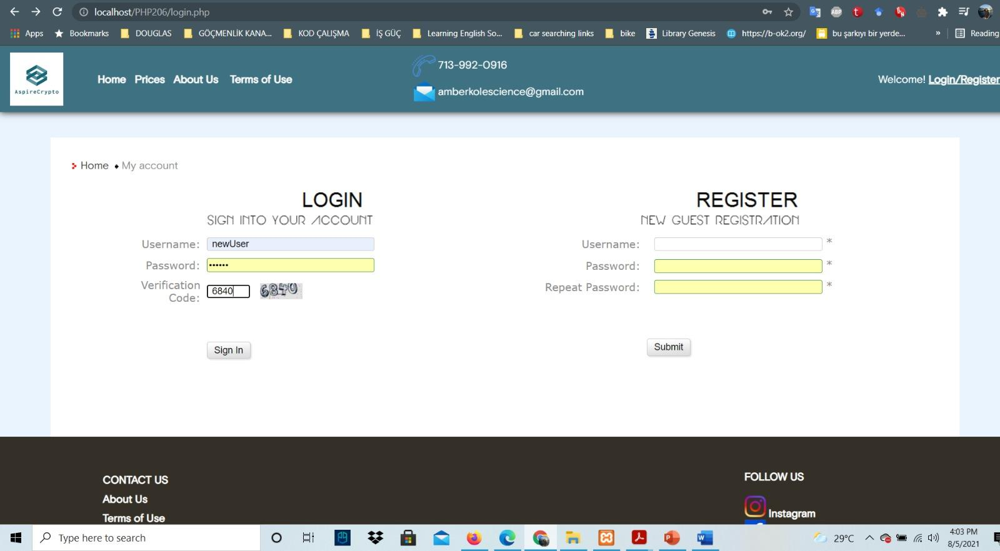 localhost/PHP206/login.php
Apps Bookmarks DOUGLAS GÖÇMENLİK KANA... KOD ÇALIŞMA İŞ GÜÇ Learning English So... car searching links bike Library Genesis https://b-ok2.org/ bu şarkıyı bir yerde... » Reading
AspireCrypto
Home Prices About Us Terms of Use
713-992-0916
amberkolescience@gmail.com
Welcome! Login/Register
Home My account
LOGIN
SIGN INTO YOUR ACCOUNT
Username: newUser
Password: ••••••
Verification Code: 6840 6840
Sign In
REGISTER
NEW GUEST REGISTRATION
Username: *
Password: *
Repeat Password: *
Submit
CONTACT US
About Us
Terms of Use
FOLLOW US
Instagram
Type here to search
29°C
4:03 PM
8/5/2021